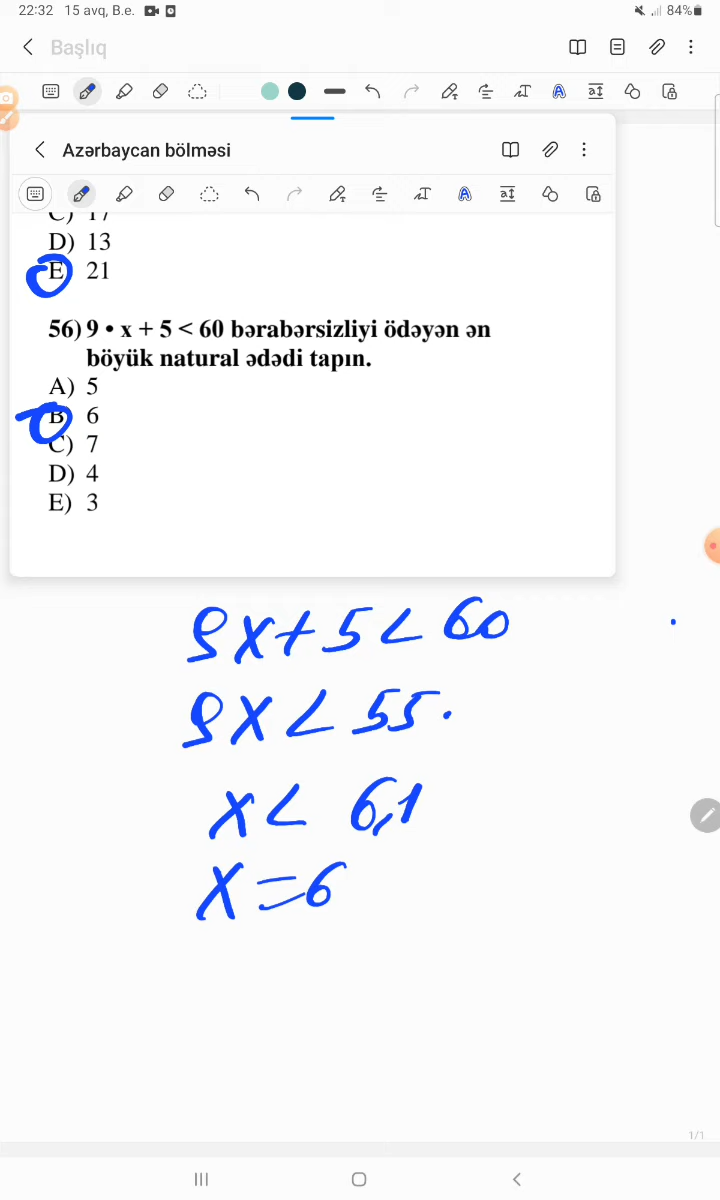 22:32 15 avq, B.e. 84%
Başlıq
Azərbaycan bölməsi
C) 17
D) 13
E) 21
56) 9 • x + 5 < 60 bərabərsizliyi ödəyən ən
böyük natural ədədi tapın.
A) 5
B) 6
C) 7
D) 4
E) 3
9x+5<60
9x<55.
x<6,1
x=6
1/1